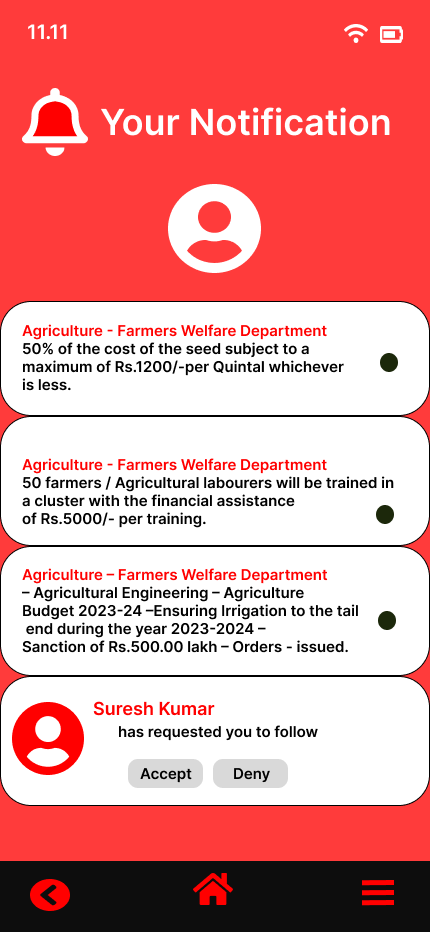 11.11
Your Notification
Agriculture - Farmers Welfare Department
50% of the cost of the seed subject to a
maximum of Rs.1200/-per Quintal whichever
is less.
Agriculture - Farmers Welfare Department
50 farmers / Agricultural labourers will be trained in
a cluster with the financial assistance
of Rs.5000/- per training.
Agriculture – Farmers Welfare Department
– Agricultural Engineering – Agriculture
Budget 2023-24 –Ensuring Irrigation to the tail
end during the year 2023-2024 –
Sanction of Rs.500.00 lakh – Orders - issued.
Suresh Kumar
has requested you to follow
Accept Deny